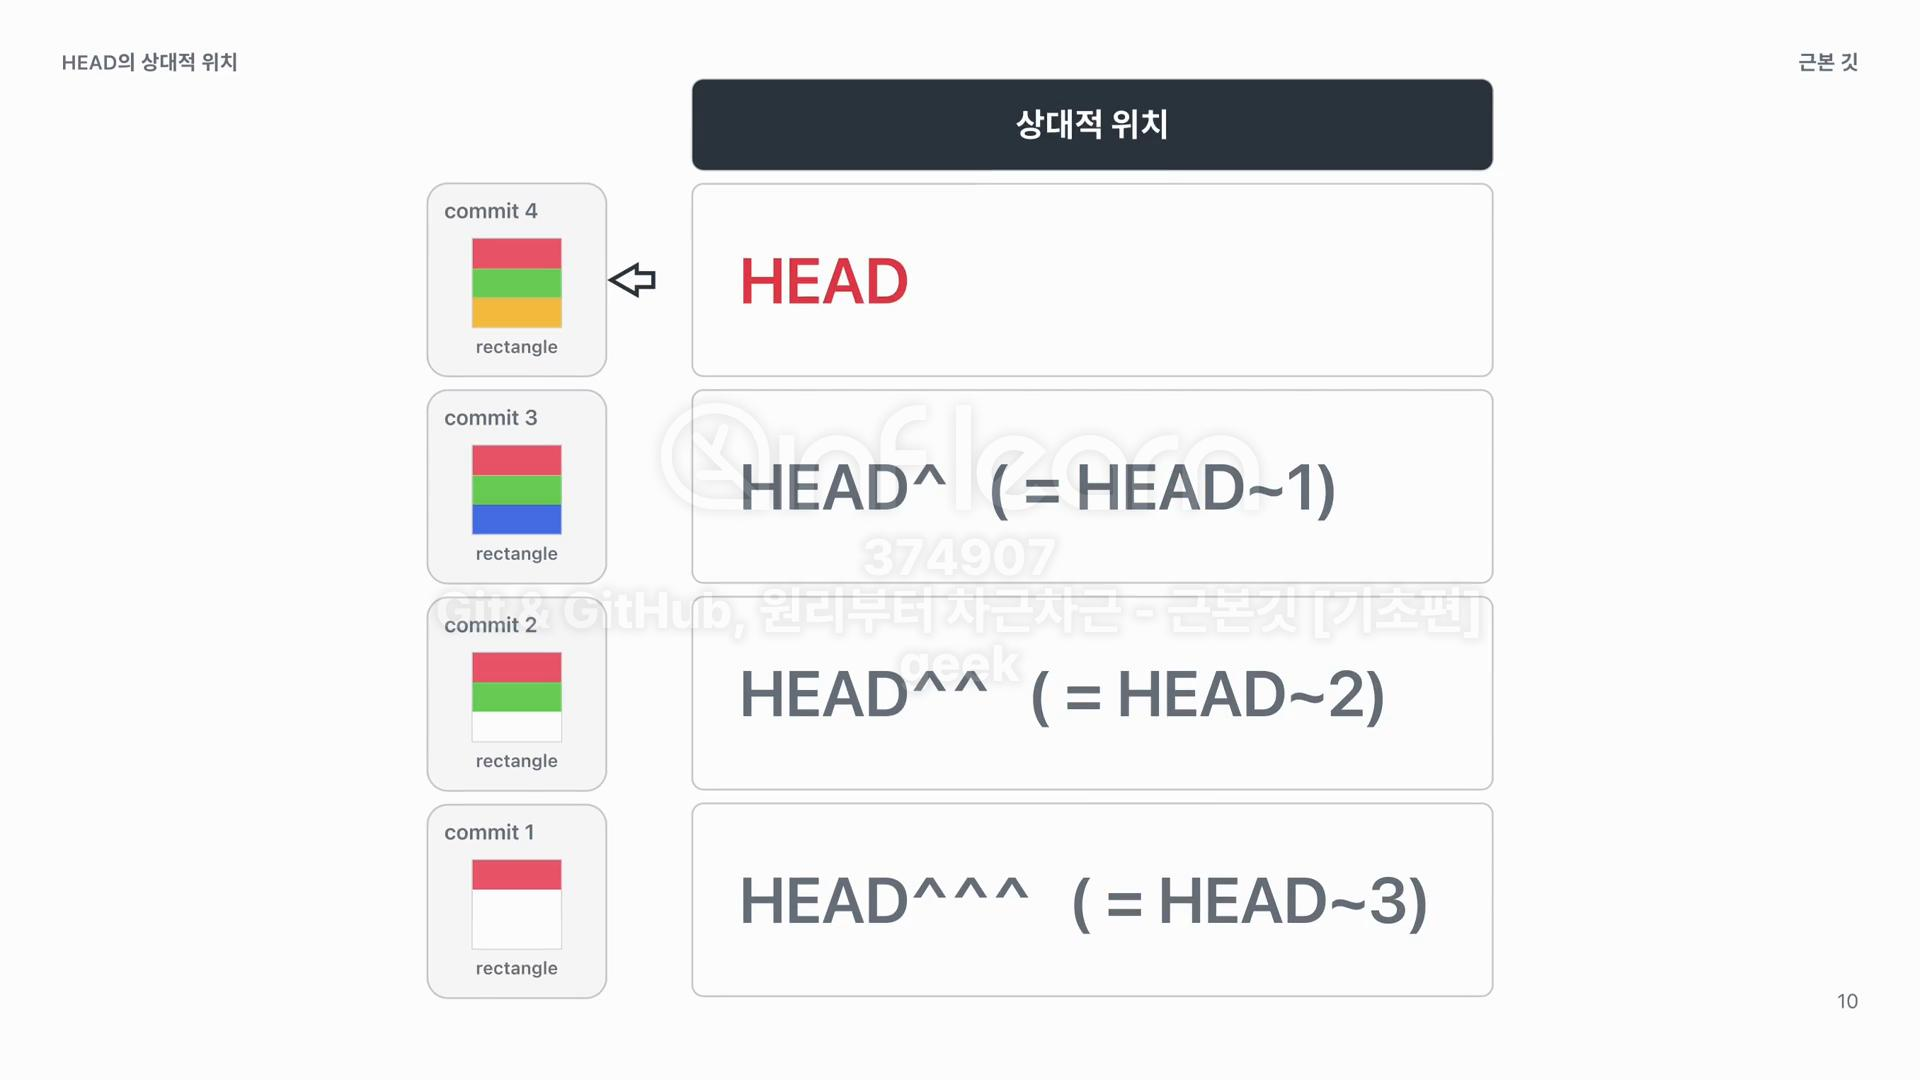 HEAD의 상대적 위치
근본 깃
상대적 위치
commit 4
rectangle
HEAD
commit 3
rectangle
HEAD^ ( = HEAD~1)
inflearn
374907
Git & GitHub, 원리부터 차근차근 - 근본깃 [기초편]
geek
commit 2
rectangle
HEAD^^ ( = HEAD~2)
commit 1
rectangle
HEAD^^^ ( = HEAD~3)
10